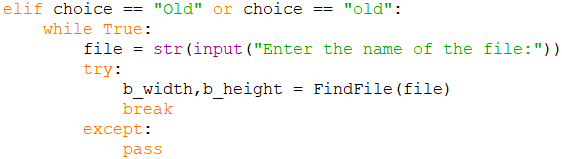 elif choice == "Old" or choice == "old":
    while True:
        file = str(input("Enter the name of the file:"))
        try:
            b_width,b_height = FindFile(file)
            break
        except:
            pass